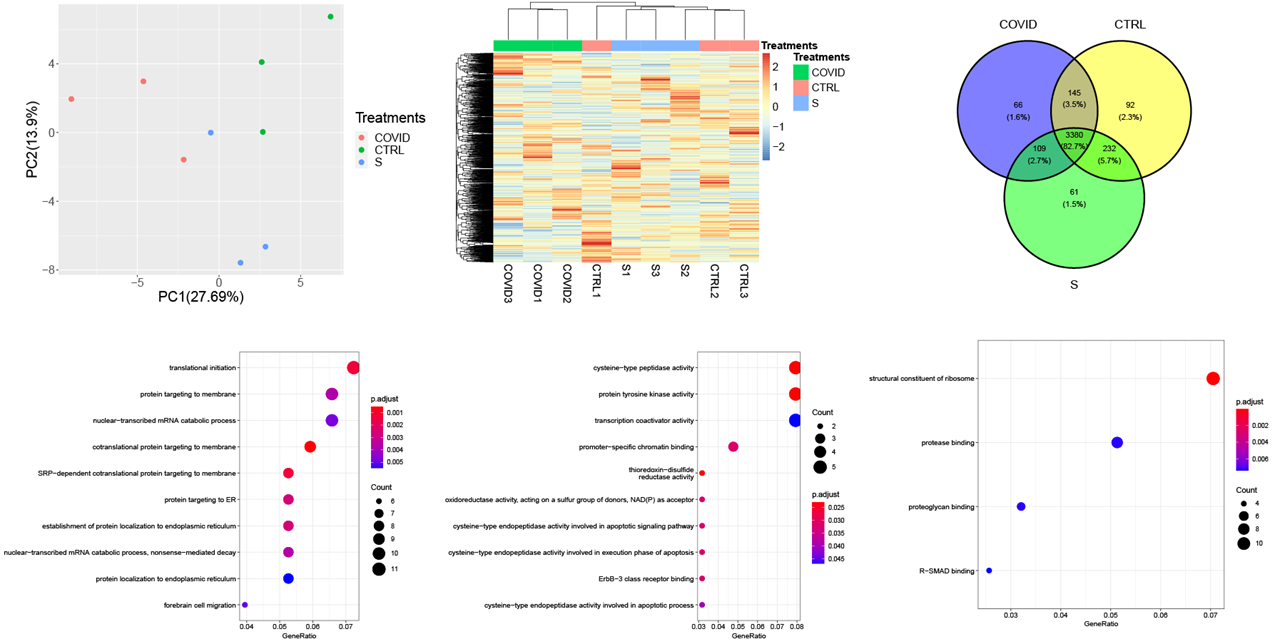 4
0
−4
−8
−5
0
5
PC2(13.9%)
PC1(27.69%)
Treatments
COVID
CTRL
S
Treatments
2
1
0
−1
−2
Treatments
COVID
CTRL
S
COVID3
COVID1
COVID2
CTRL1
S1
S3
S2
CTRL2
CTRL3
COVID
CTRL
66
(1.6%)
145
(3.5%)
92
(2.3%)
3380
(82.7%)
109
(2.7%)
232
(5.7%)
61
(1.5%)
S
translational initiation
protein targeting to membrane
nuclear−transcribed mRNA catabolic process
cotranslational protein targeting to membrane
SRP−dependent cotranslational protein targeting to membrane
protein targeting to ER
establishment of protein localization to endoplasmic reticulum
nuclear−transcribed mRNA catabolic process, nonsense−mediated decay
protein localization to endoplasmic reticulum
forebrain cell migration
0.04
0.05
0.06
0.07
GeneRatio
p.adjust
0.001
0.002
0.003
0.004
0.005
Count
6
7
8
9
10
11
cysteine−type peptidase activity
protein tyrosine kinase activity
transcription coactivator activity
promoter−specific chromatin binding
thioredoxin−disulfide
reductase activity
oxidoreductase activity, acting on a sulfur group of donors, NAD(P) as acceptor
cysteine−type endopeptidase activity involved in apoptotic signaling pathway
cysteine−type endopeptidase activity involved in execution phase of apoptosis
ErbB−3 class receptor binding
cysteine−type endopeptidase activity involved in apoptotic process
0.03
0.04
0.05
0.06
0.07
0.08
GeneRatio
Count
2
3
4
5
p.adjust
0.025
0.030
0.035
0.040
0.045
structural constituent of ribosome
protease binding
proteoglycan binding
R−SMAD binding
0.03
0.04
0.05
0.06
0.07
GeneRatio
p.adjust
0.002
0.004
0.006
Count
4
6
8
10